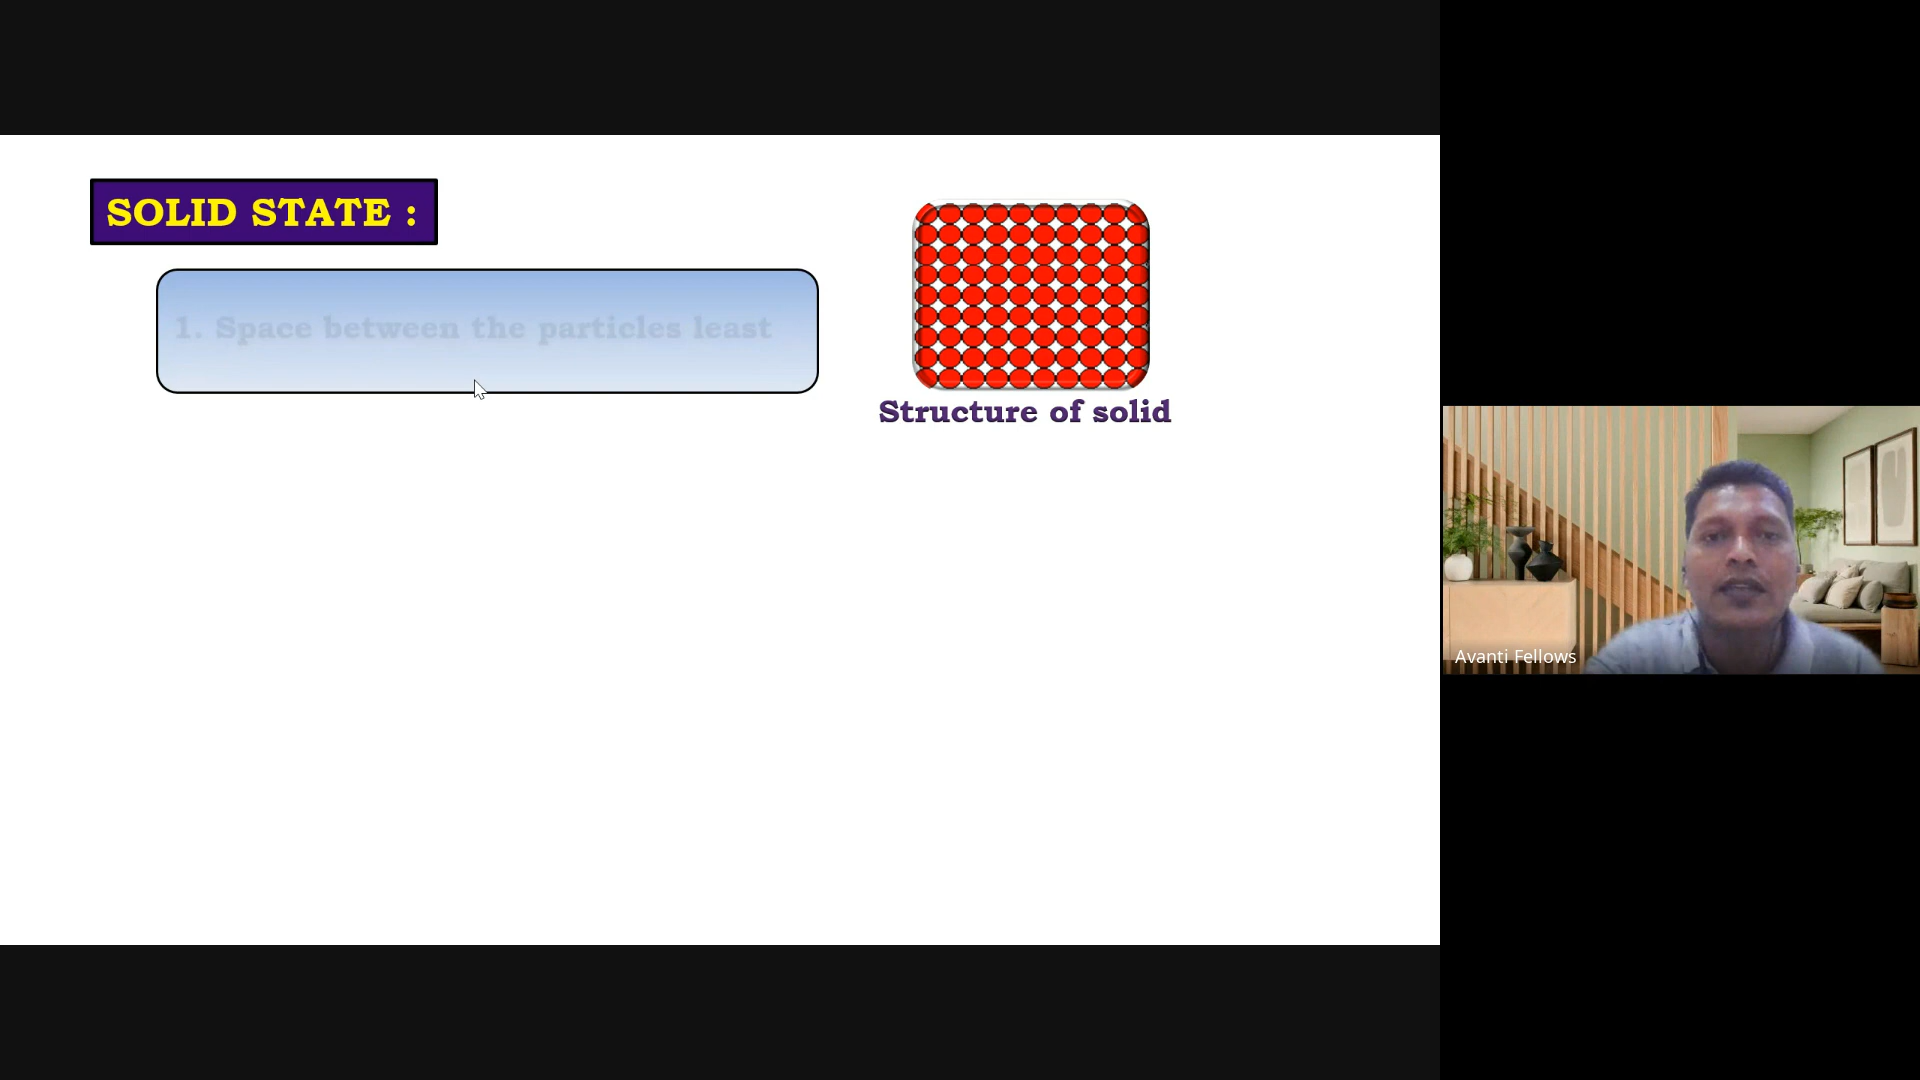 SOLID STATE :
1. Space between the particles least
Structure of solid
Avanti Fellows